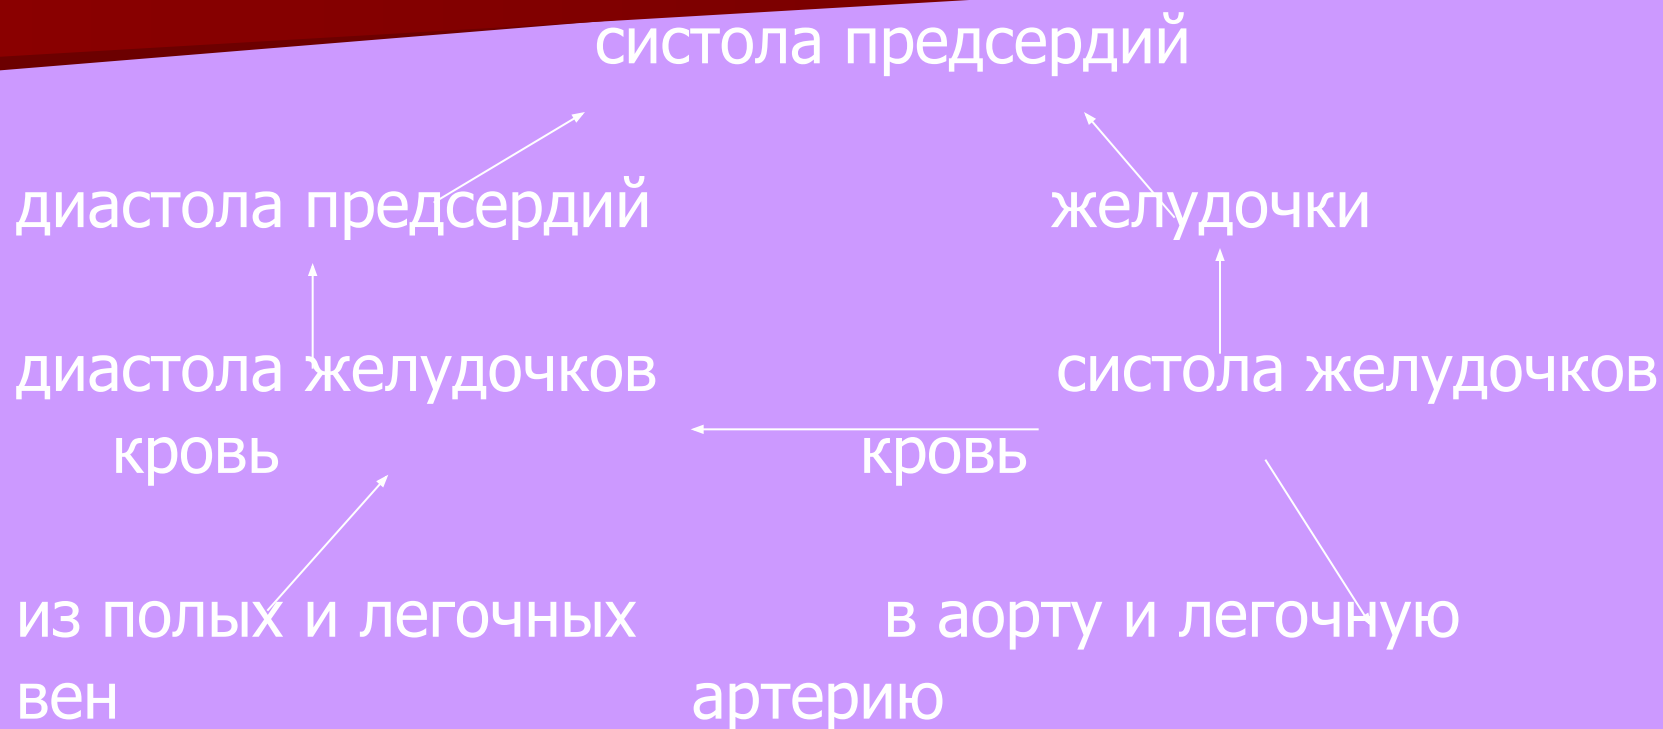 систола предсердий
диастола предсердий желудочки
диастола желудочков систола желудочков
кровь кровь
из полых и легочных в аорту и легочную
вен артерию